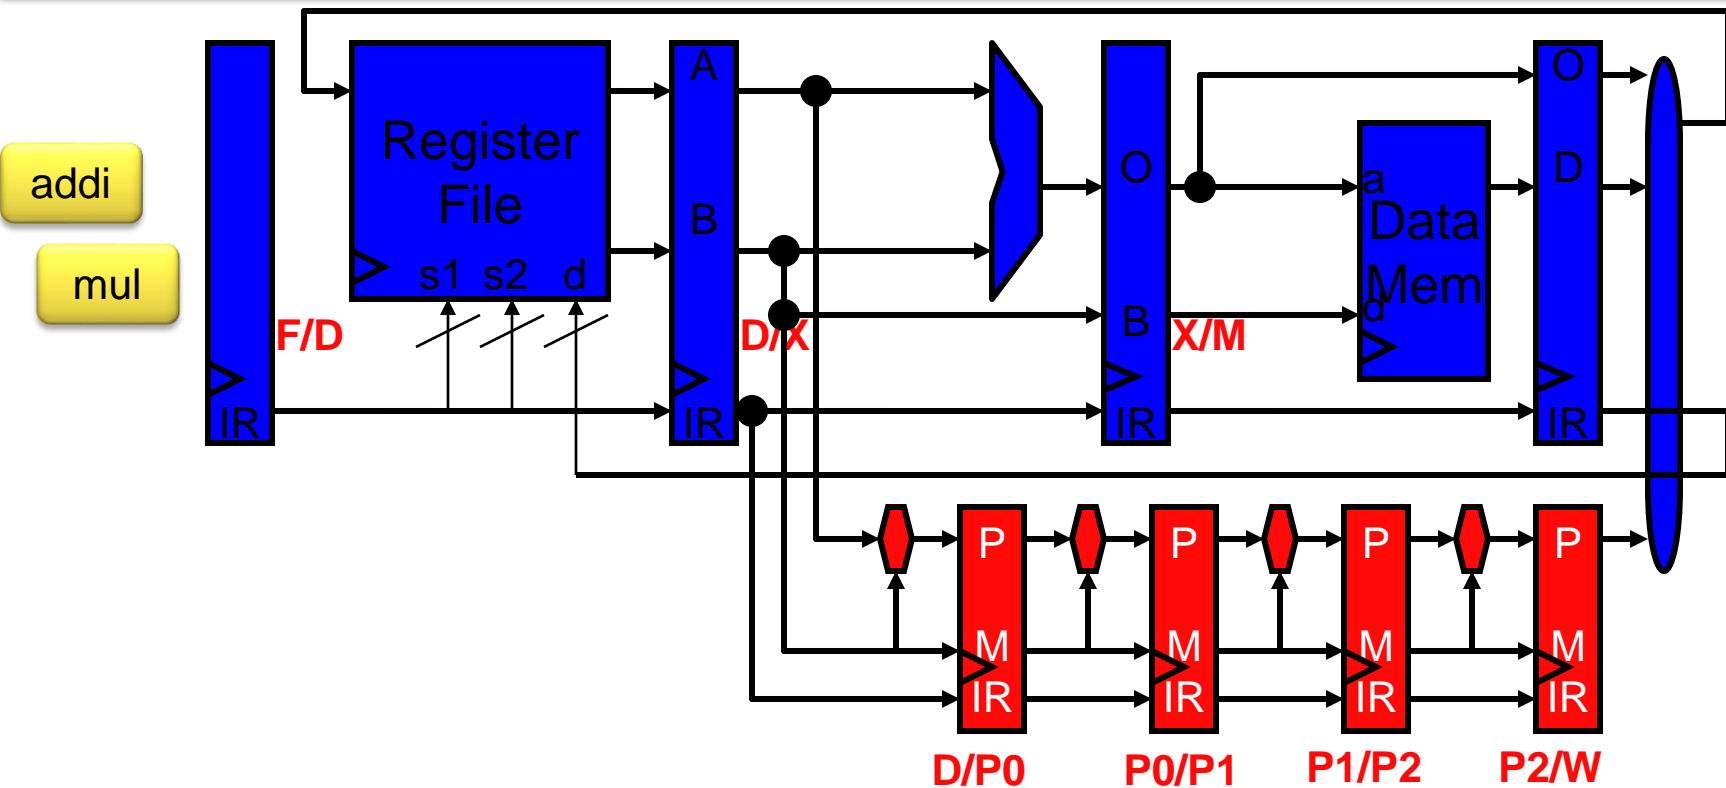 A
O
Register
File
addi
O
D
a
Data
B
mul
s1 s2 d
Mem
d
B
F/D
D/X
X/M
IR
IR
IR
IR
P
P
P
P
M
M
M
M
IR
IR
IR
IR
D/P0
P0/P1
P1/P2
P2/W